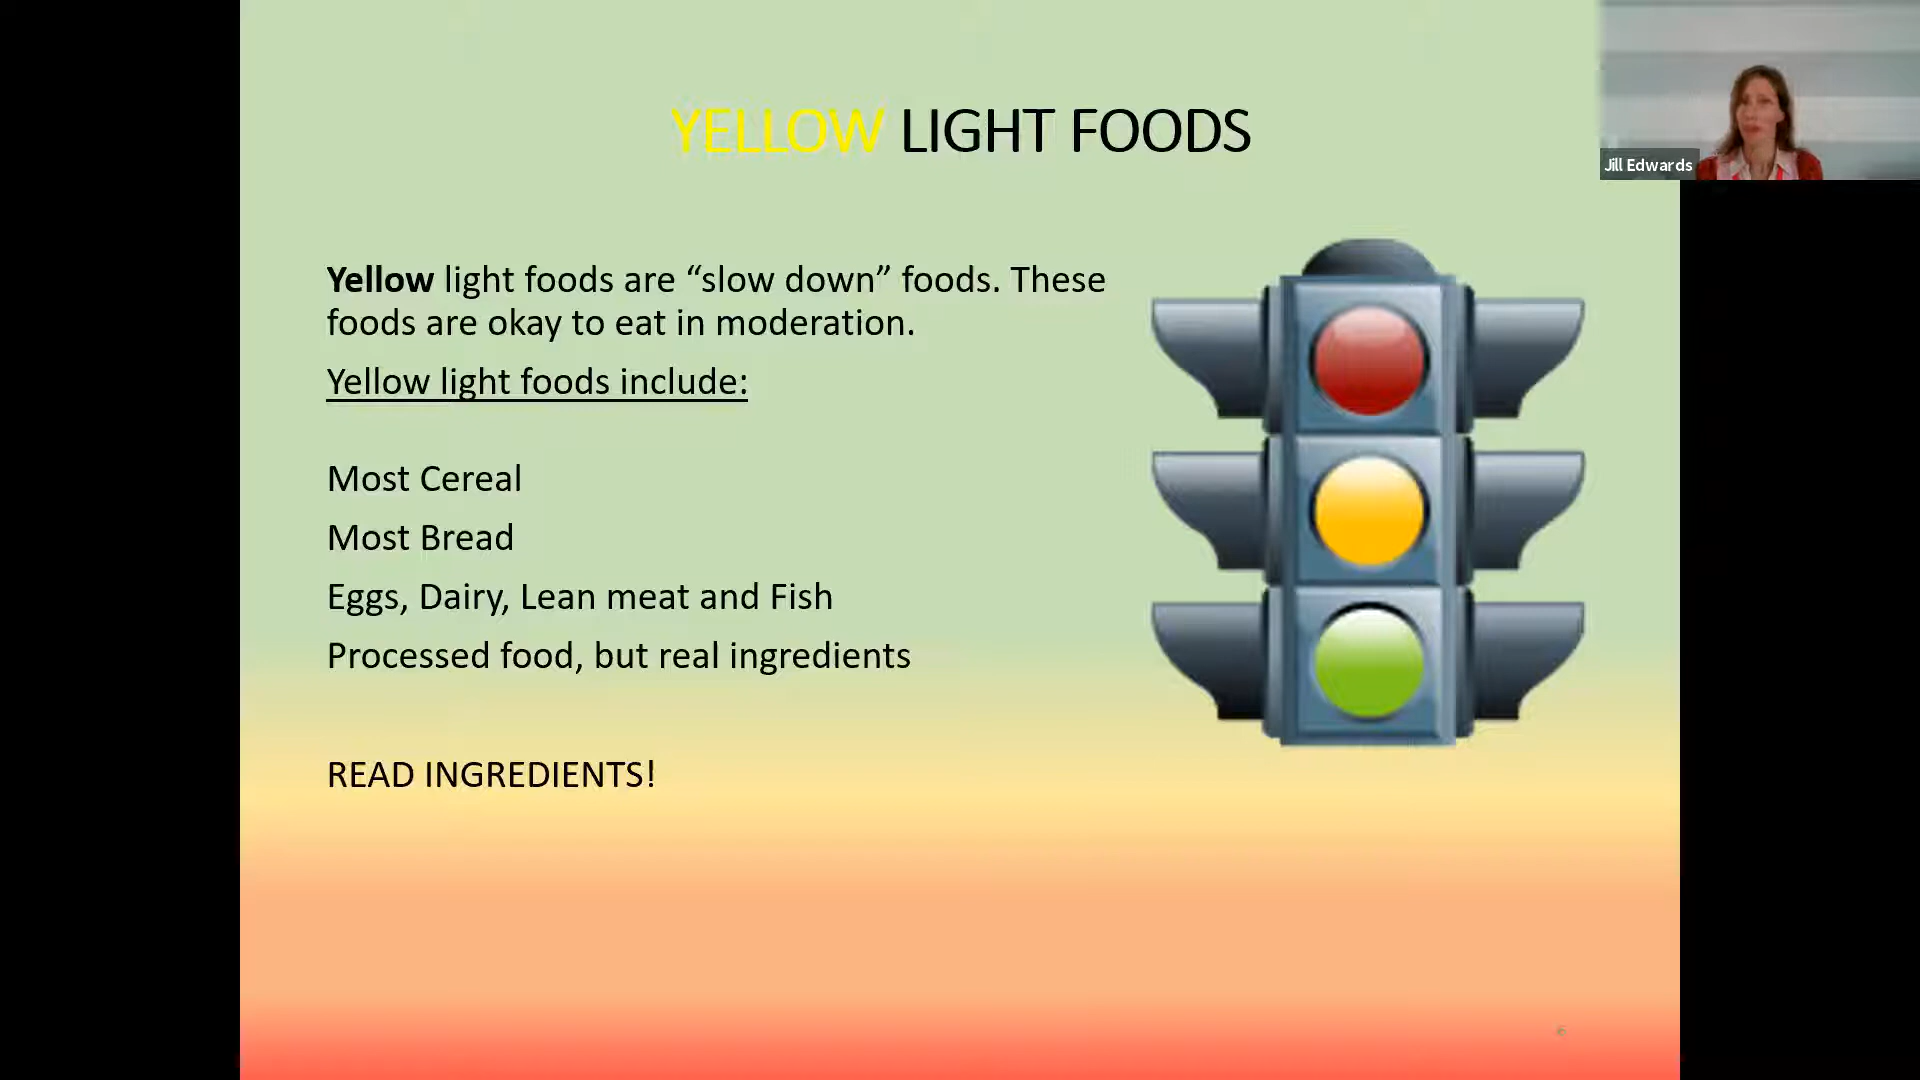 YELLOW LIGHT FOODS
Jill Edwards
Yellow light foods are “slow down” foods. These
foods are okay to eat in moderation.
Yellow light foods include:
Most Cereal
Most Bread
Eggs, Dairy, Lean meat and Fish
Processed food, but real ingredients
READ INGREDIENTS!
6